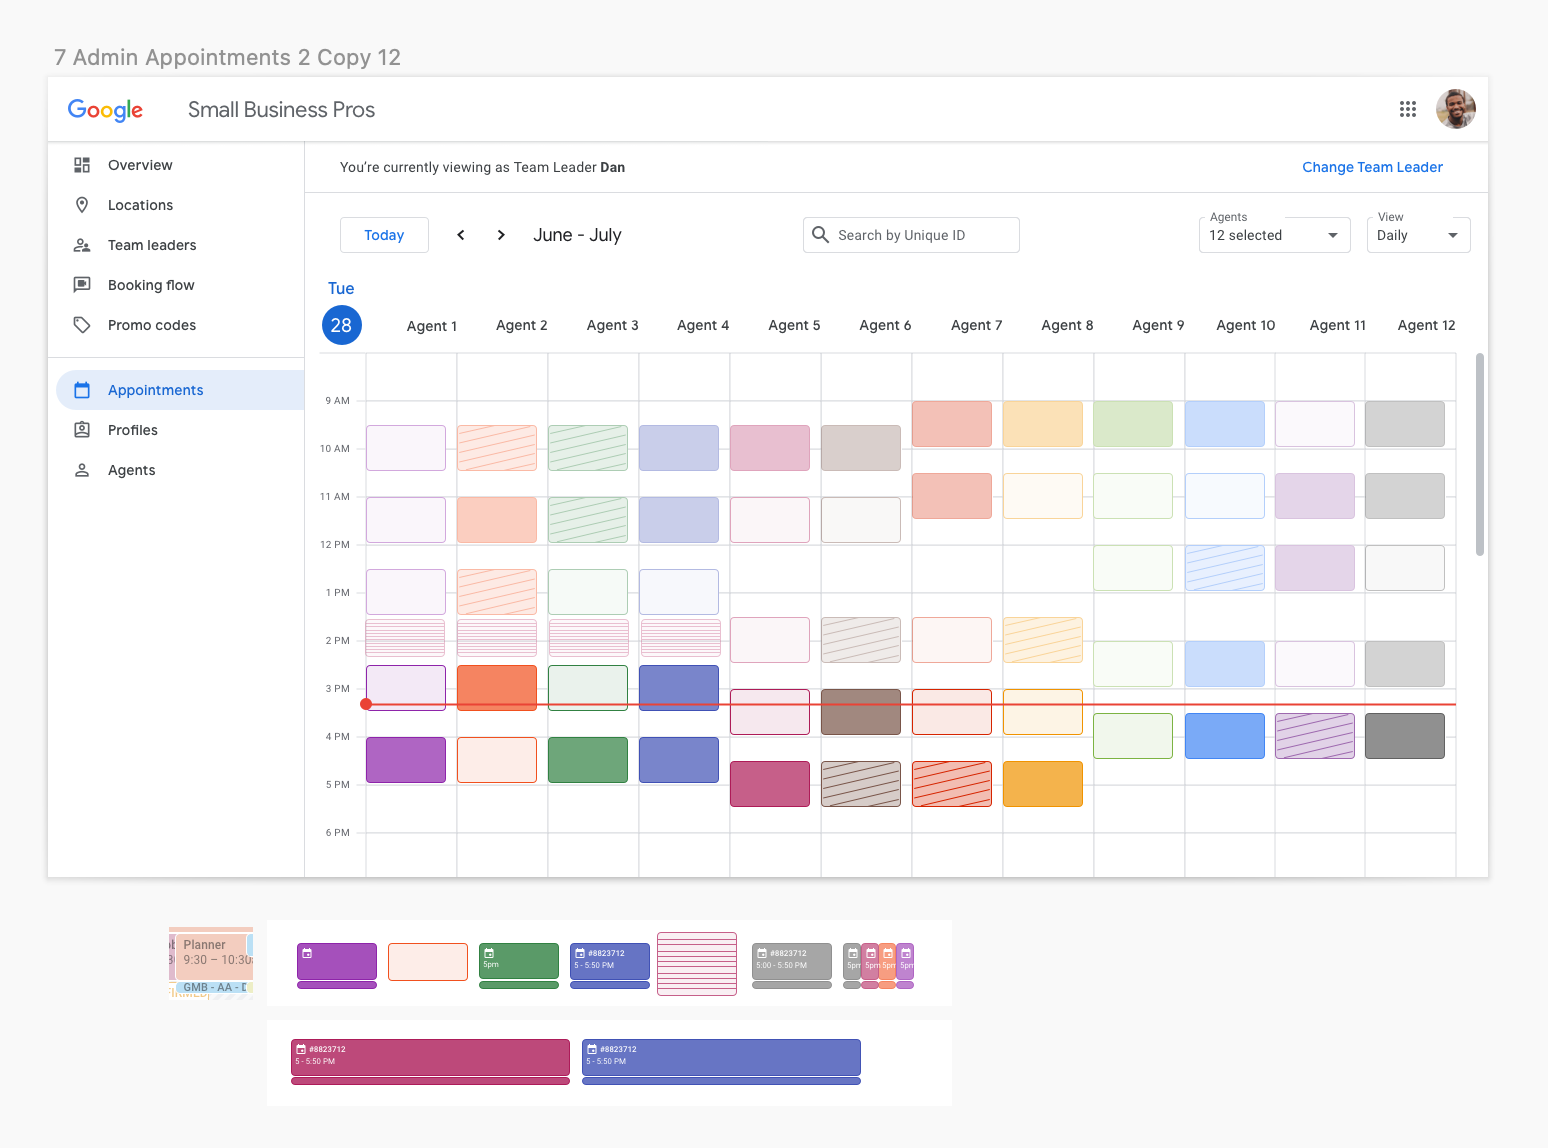 7 Admin Appointments 2 Copy 12
Google
Small Business Pros
Overview
Locations
Team leaders
Booking flow
Promo codes
Appointments
Profiles
Agents
You're currently viewing as Team Leader Dan
Change Team Leader
Today
June - July
Search by Unique ID
Agents
12 selected
View
Daily
Tue
28
Agent 1 Agent 2 Agent 3 Agent 4 Agent 5 Agent 6 Agent 7 Agent 8 Agent 9 Agent 10 Agent 11 Agent 12
9 AM
10 AM
11 AM
12 PM
1 PM
2 PM
3 PM
4 PM
5 PM
6 PM
Planner
9:30 – 10:30
GMB - AA -
5pm
#8823712
5 - 5:50 PM
#8823712
5:00 - 5:50 PM
5pm 5pm 5pm 5pm
#8823712
5 - 5:50 PM
#8823712
5 - 5:50 PM